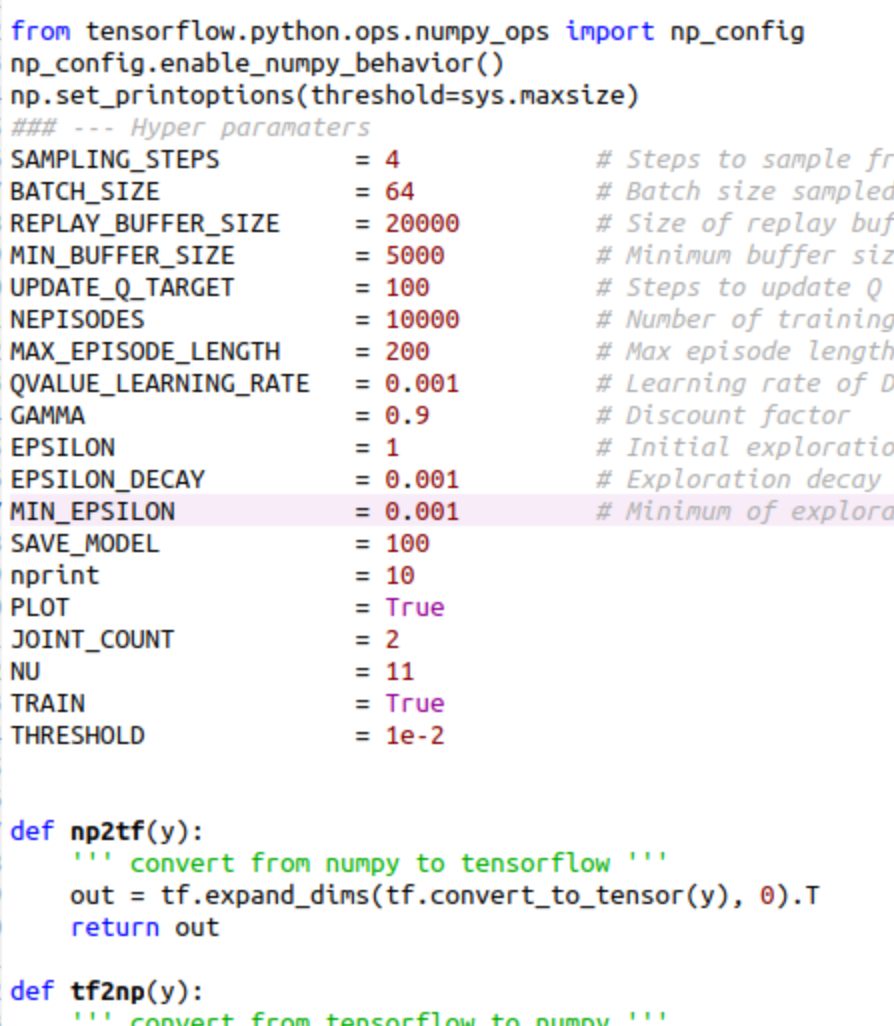 from tensorflow.python.ops.numpy_ops import np_config
np_config.enable_numpy_behavior()
np.set_printoptions(threshold=sys.maxsize)
### --- Hyper paramaters
SAMPLING_STEPS = 4 # Steps to sample fr
BATCH_SIZE = 64 # Batch size sampled
REPLAY_BUFFER_SIZE = 20000 # Size of replay buf
MIN_BUFFER_SIZE = 5000 # Minimum buffer siz
UPDATE_Q_TARGET = 100 # Steps to update Q
NEPISODES = 10000 # Number of training
MAX_EPISODE_LENGTH = 200 # Max episode length
QVALUE_LEARNING_RATE = 0.001 # Learning rate of D
GAMMA = 0.9 # Discount factor
EPSILON = 1 # Initial exploratio
EPSILON_DECAY = 0.001 # Exploration decay
MIN_EPSILON = 0.001 # Minimum of explora
SAVE_MODEL = 100
nprint = 10
PLOT = True
JOINT_COUNT = 2
NU = 11
TRAIN = True
THRESHOLD = 1e-2
def np2tf(y):
''' convert from numpy to tensorflow '''
out = tf.expand_dims(tf.convert_to_tensor(y), 0).T
return out
def tf2np(y):
''' convert from tensorflow to numpy '''